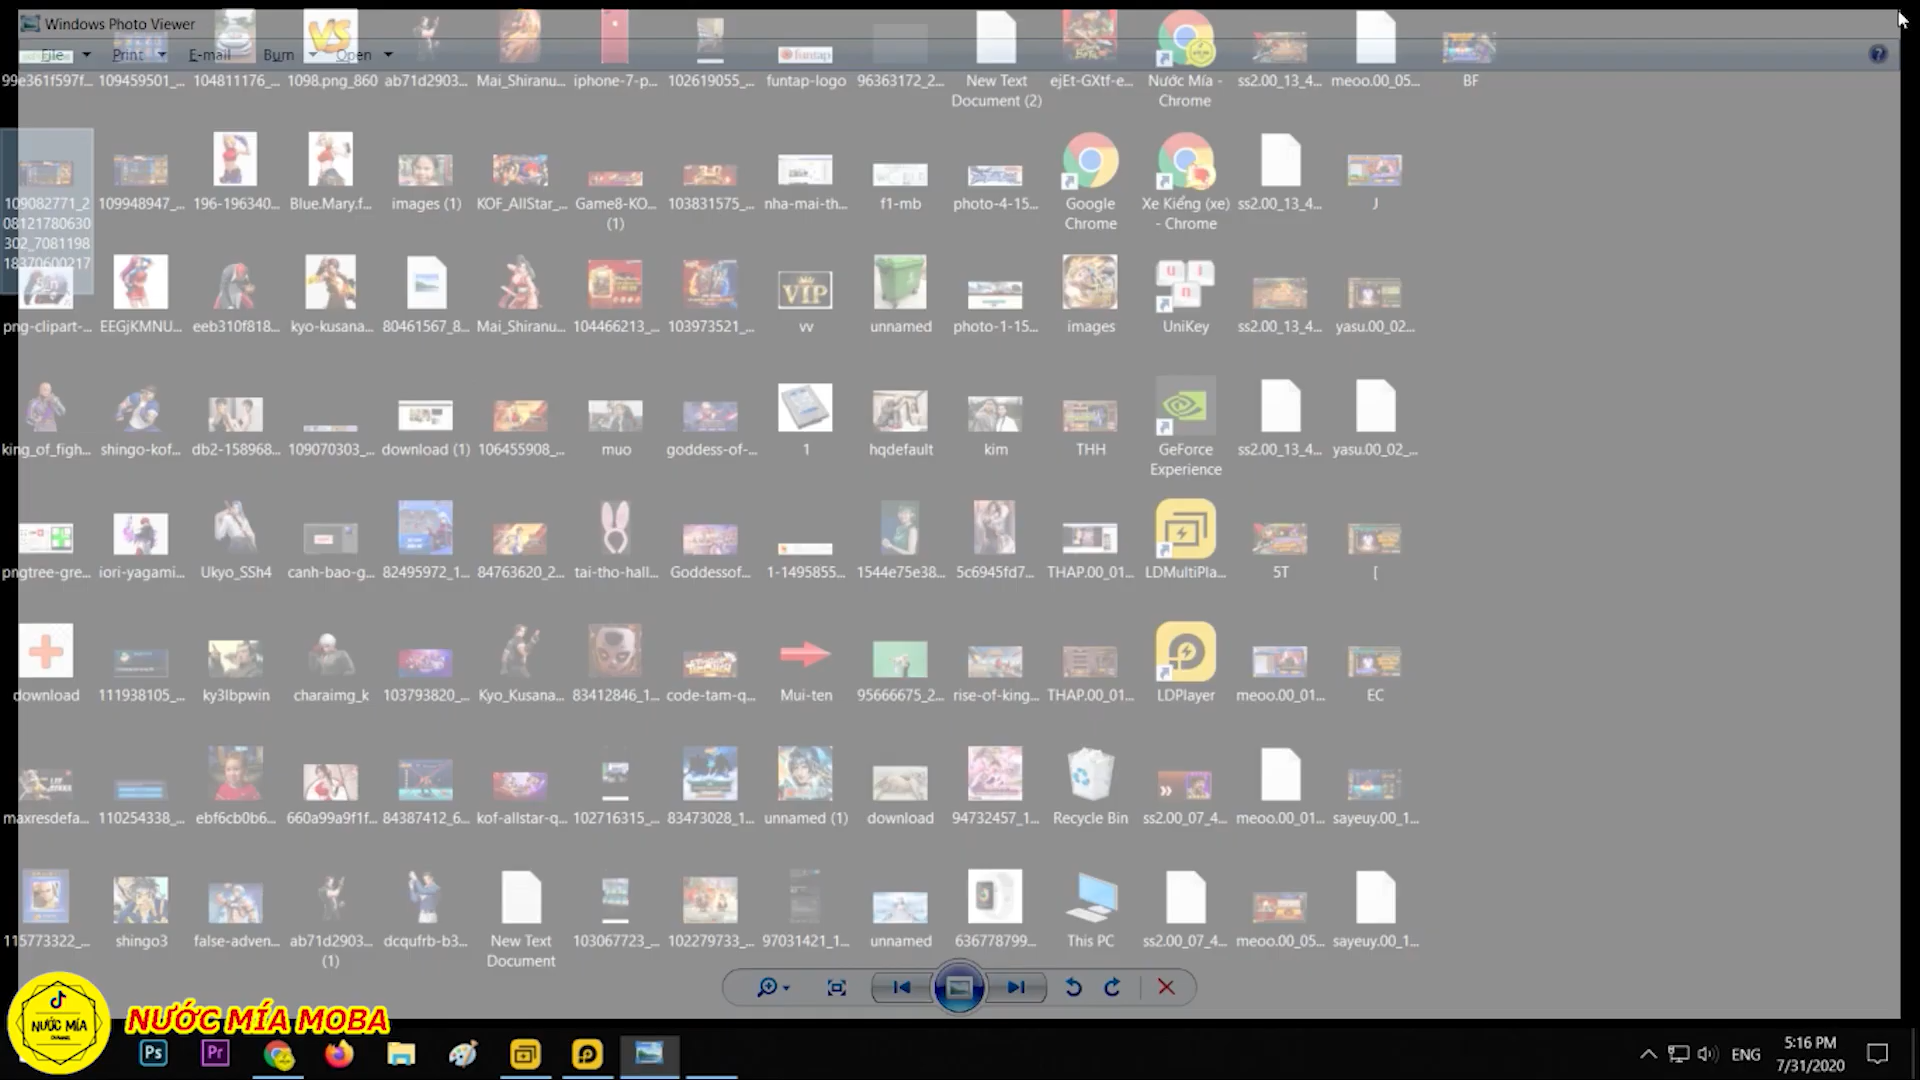 Windows Photo Viewer
File Print E-mail Burn Open
99e361f597f... 109459501_... 104811176_... 1098.png_860 ab71d2903... Mai_Shiranu... iphone-7-p... 102619055_... funtap-logo 96363172_2... New Text Document (2) ejEt-GXtf-e... Nước Mía - Chrome ss2.00_13_4... meoo.00_05... BF
109082771_208121780630302_708119818370600217 109948947_... 196-196340... Blue.Mary.f... images (1) KOF_AllStar_... Game8-KO... (1) 103831575_... nha-mai-th... f1-mb photo-4-15... Google Chrome Xe Kiểng (xe) - Chrome ss2.00_13_4... J
png-clipart-... EEGjKMNU... eeb310f818... kyo-kusana... 80461567_8... Mai_Shiranu... 104466213_... 103973521_... vv unnamed photo-1-15... images UniKey ss2.00_13_4... yasu.00_02...
VIP
king_of_figh... shingo-kof... db2-158968... 109070303_... download (1) 106455908_... muo goddess-of-... 1 hqdefault kim THH GeForce Experience ss2.00_13_4... yasu.00_02_...
pngtree-gre... iori-yagami... Ukyo_SSh4 canh-bao-g... 82495972_1... 84763620_2... tai-tho-hall... Goddessof... 1-1495855... 1544e75e38... 5c6945fd7... THAP.00_01... LDMultiPla... 5T [
download 111938105_... ky3lbpwin charaimg_k 103793820_... Kyo_Kusana... 83412846_1... code-tam-q... Mui-ten 95666675_2... rise-of-king... THAP.00_01... LDPlayer meoo.00_01... EC
maxresdefa... 110254338_... ebf6cb0b6... 660a99a9f1f... 84387412_6... kof-allstar-q... 102716315_... 83473028_1... unnamed (1) download 94732457_1... Recycle Bin ss2.00_07_4... meoo.00_01... sayeuy.00_1...
115773322_... shingo3 false-adven... ab71d2903... (1) dcqufrb-b3... New Text Document 103067723_... 102279733_... 97031421_1... unnamed 636778799... This PC ss2.00_07_4... meoo.00_05... sayeuy.00_1...
NƯỚC MÍA
CHANNEL
NƯỚC MÍA MOBA
Ps Pr
ENG
5:16 PM
7/31/2020